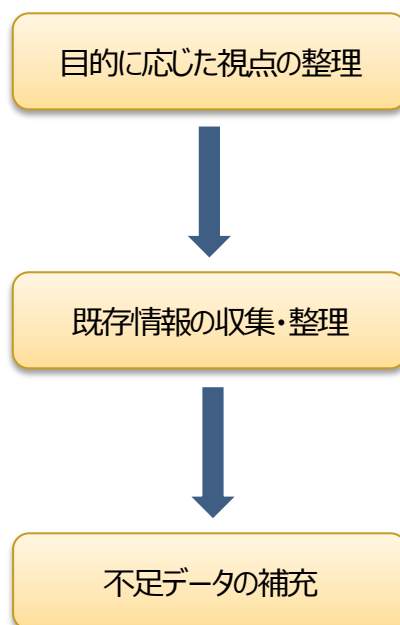 目的に応じた視点の整理
既存情報の収集・整理
不足データの補充